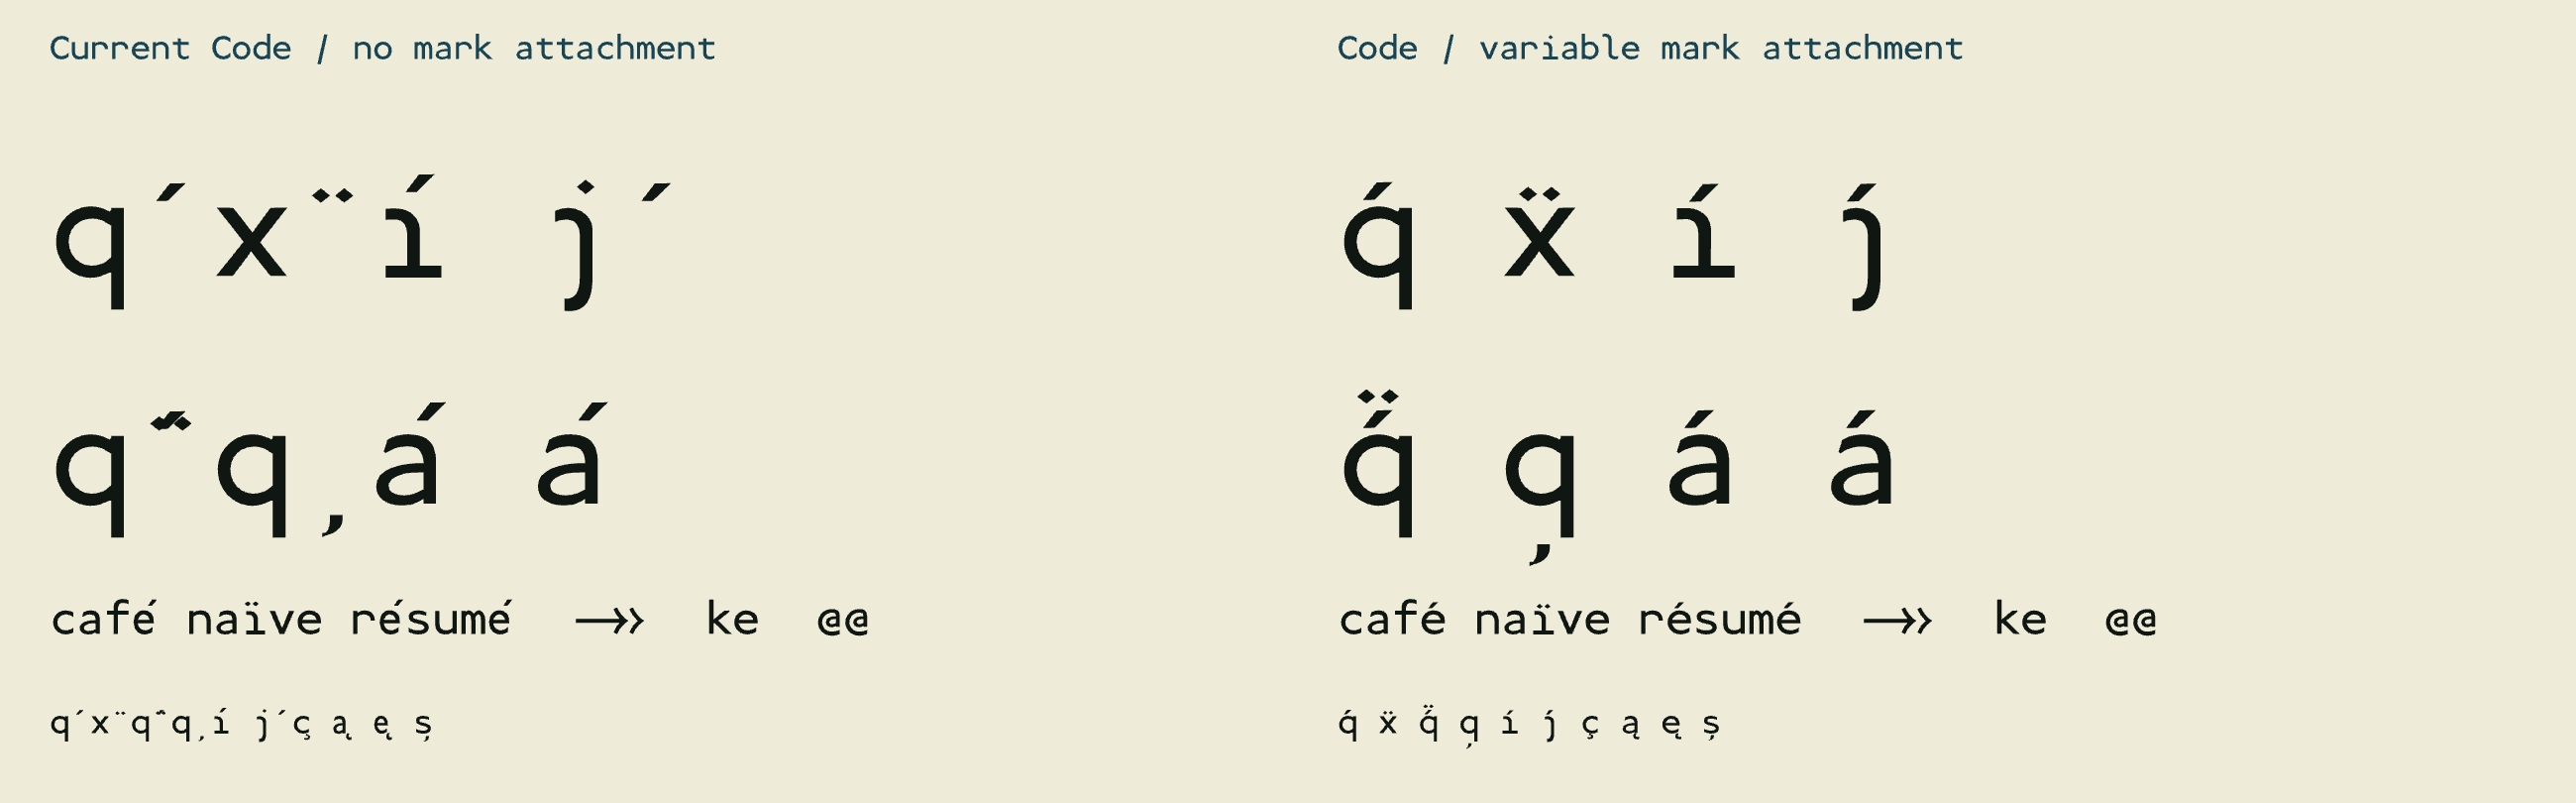 Current Code / no mark attachment
Code / variable mark attachment
q´x¨í j´
q́ ẍ í j́
q´¨q̦á á
q̦́̈ q̦ á á
café naïve résumé —›› ke @@
café naïve résumé —›› ke @@
q´x¨q´¨q,í j´ç ą ę ș
q́ ẍ q́̈ q̦ í j́ ç ą ę ș